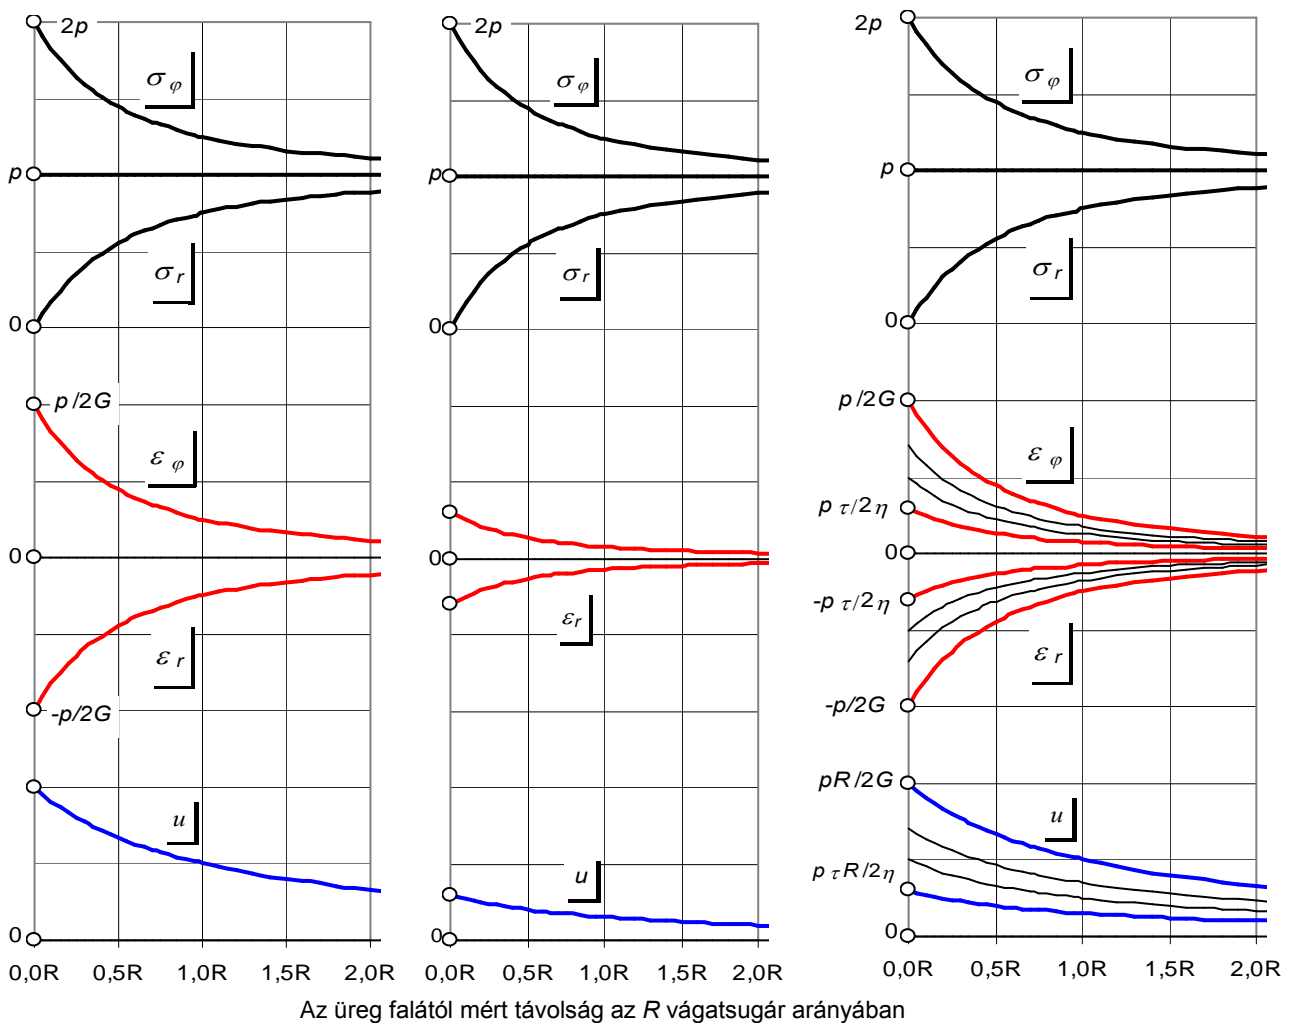 2p
σφ
p
σr
0
p/2G
εφ
0
εr
-p/2G
u
0
0,0R 0,5R 1,0R 1,5R 2,0R
2p
σφ
p
σr
0
0
εr
u
0
0,0R 0,5R 1,0R 1,5R 2,0R
2p
σφ
p
σr
0
p/2G
εφ
p τ/2η
0
-p τ/2η
εr
-p/2G
pR/2G
u
p τR/2η
0
0,0R 0,5R 1,0R 1,5R 2,0R
Az üreg falától mért távolság az R vágatsugár arányában